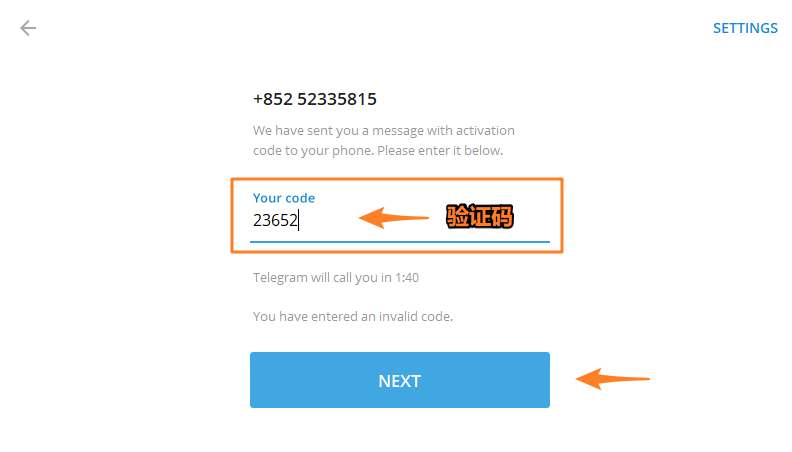 SETTINGS
+852 52335815
We have sent you a message with activation
code to your phone. Please enter it below.
Your code
23652
验证码
Telegram will call you in 1:40
You have entered an invalid code.
NEXT